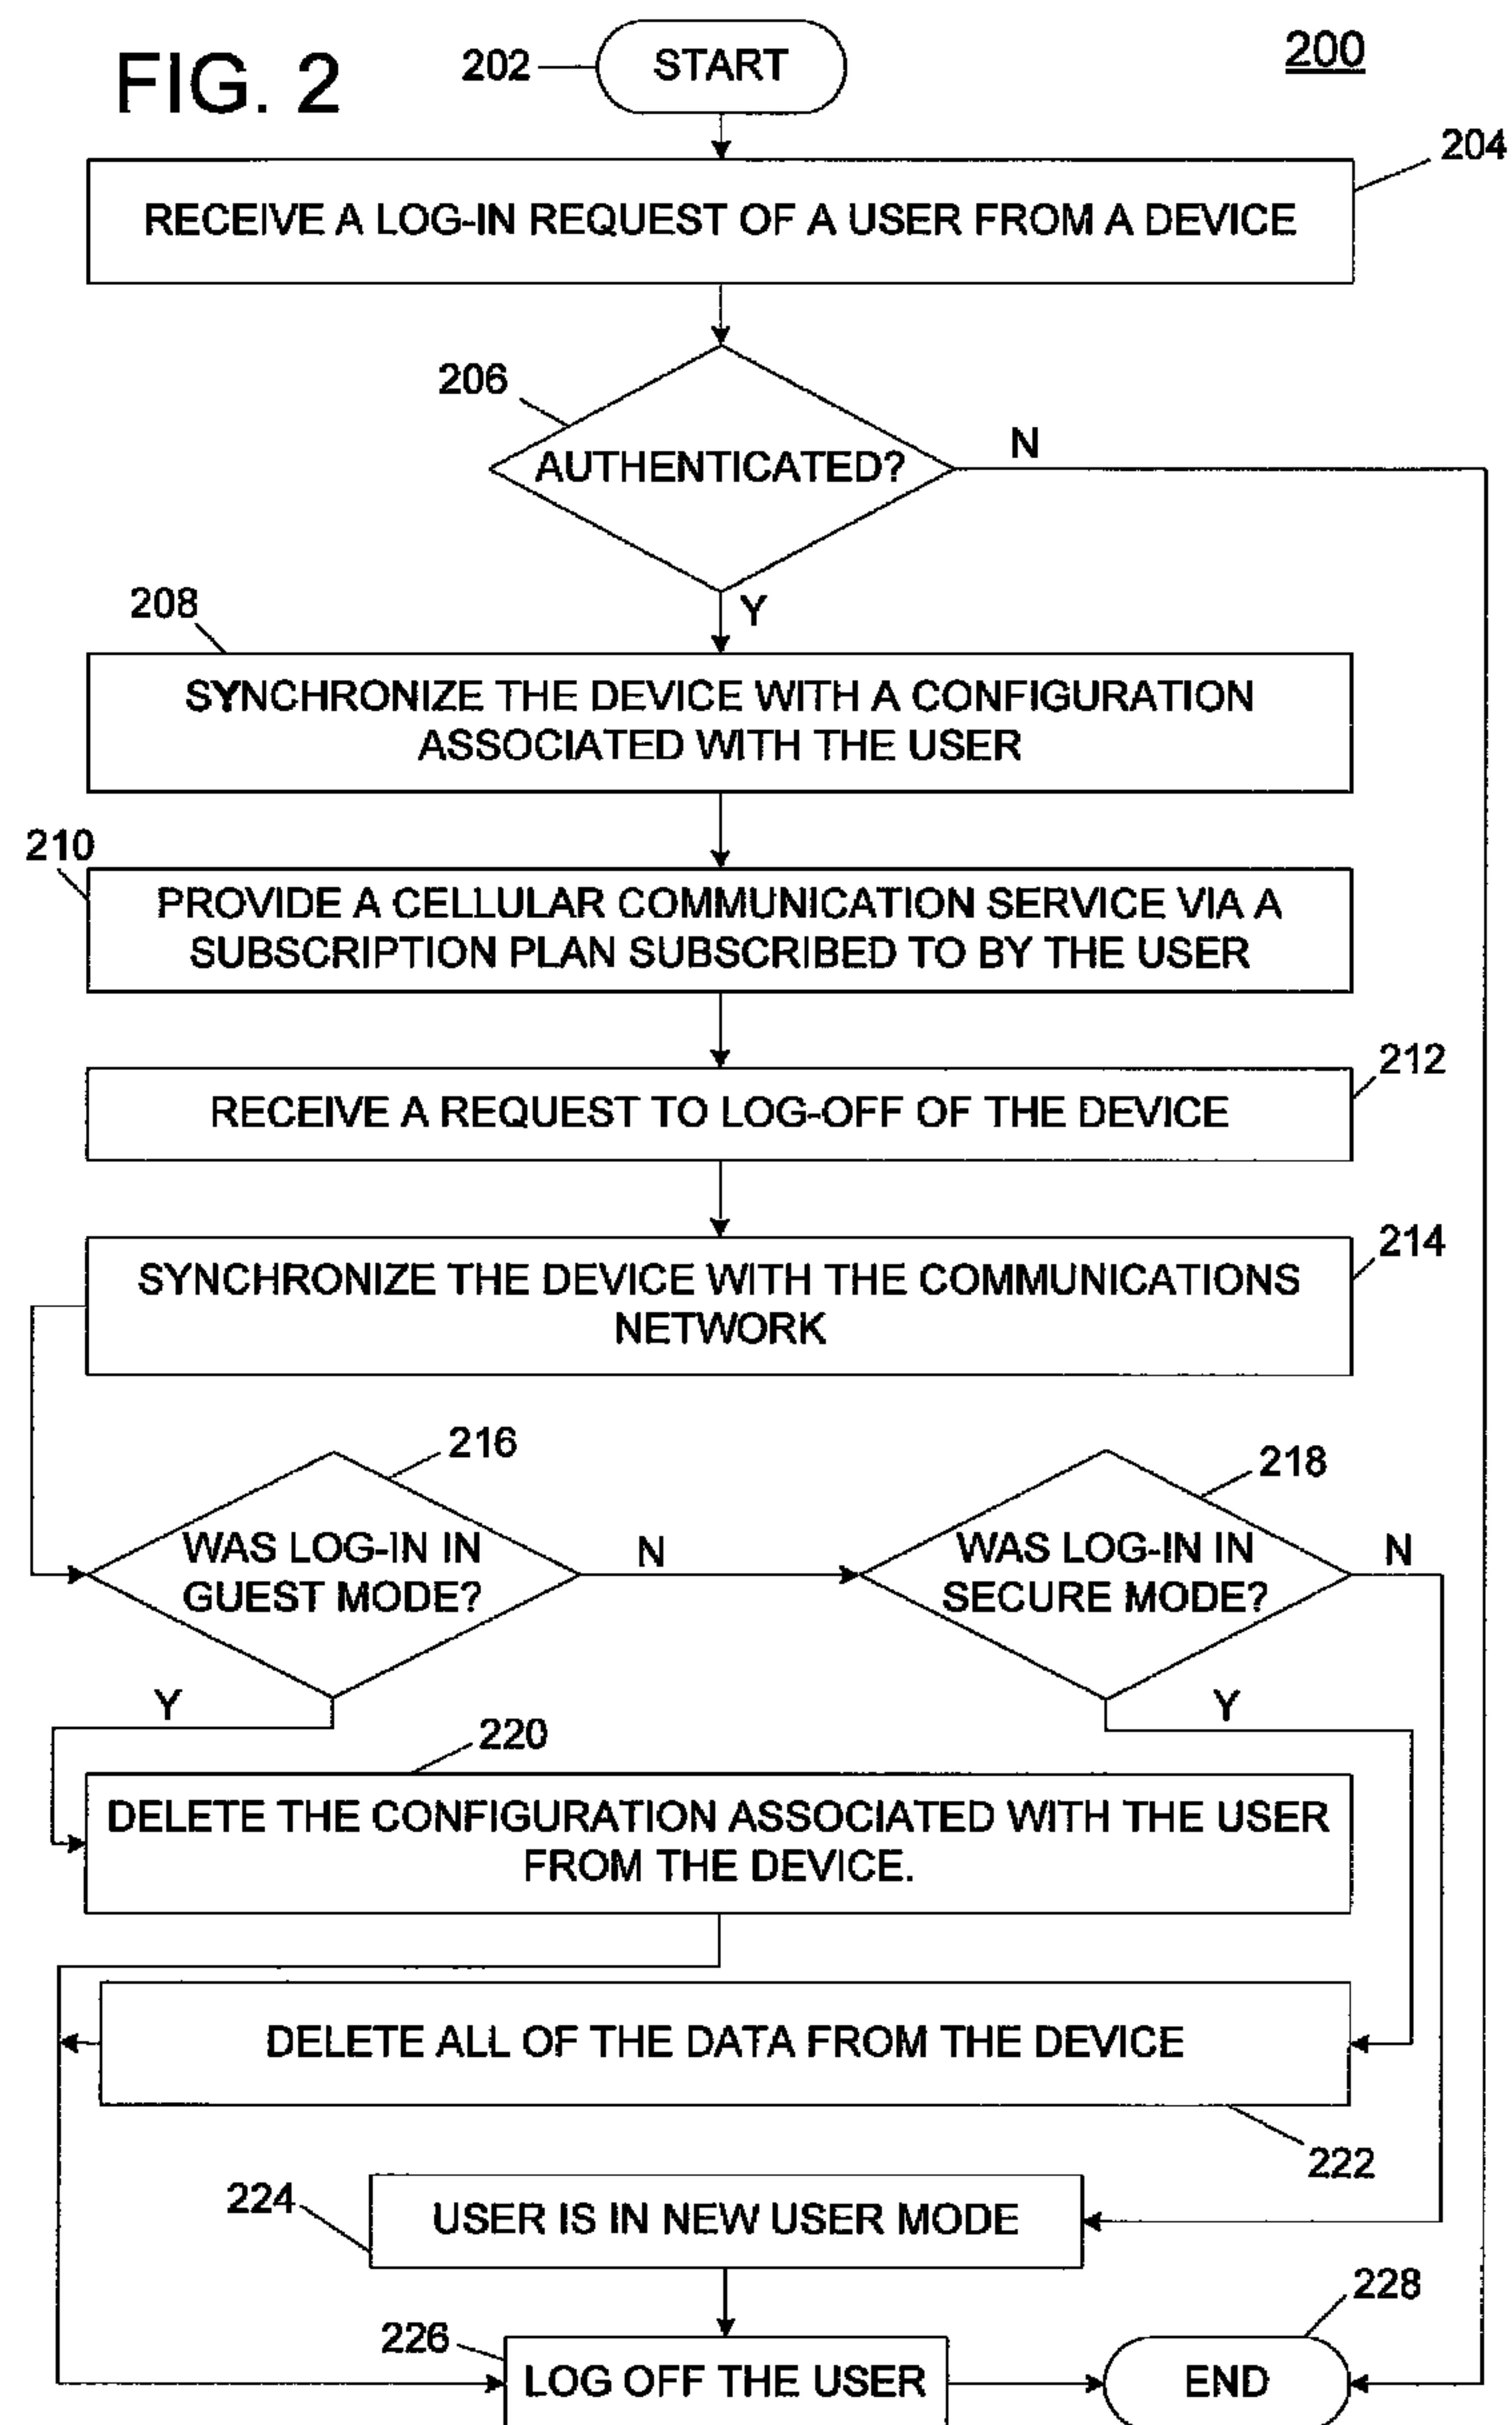 FIG. 2
202
START
200
204
RECEIVE A LOG-IN REQUEST OF A USER FROM A DEVICE
206
AUTHENTICATED?
N
Y
208
SYNCHRONIZE THE DEVICE WITH A CONFIGURATION
ASSOCIATED WITH THE USER
210
PROVIDE A CELLULAR COMMUNICATION SERVICE VIA A
SUBSCRIPTION PLAN SUBSCRIBED TO BY THE USER
212
RECEIVE A REQUEST TO LOG-OFF OF THE DEVICE
214
SYNCHRONIZE THE DEVICE WITH THE COMMUNICATIONS
NETWORK
216
WAS LOG-IN IN
GUEST MODE?
N
218
WAS LOG-IN IN
SECURE MODE?
N
Y
Y
220
DELETE THE CONFIGURATION ASSOCIATED WITH THE USER
FROM THE DEVICE.
DELETE ALL OF THE DATA FROM THE DEVICE
222
224
USER IS IN NEW USER MODE
226
LOG OFF THE USER
228
END